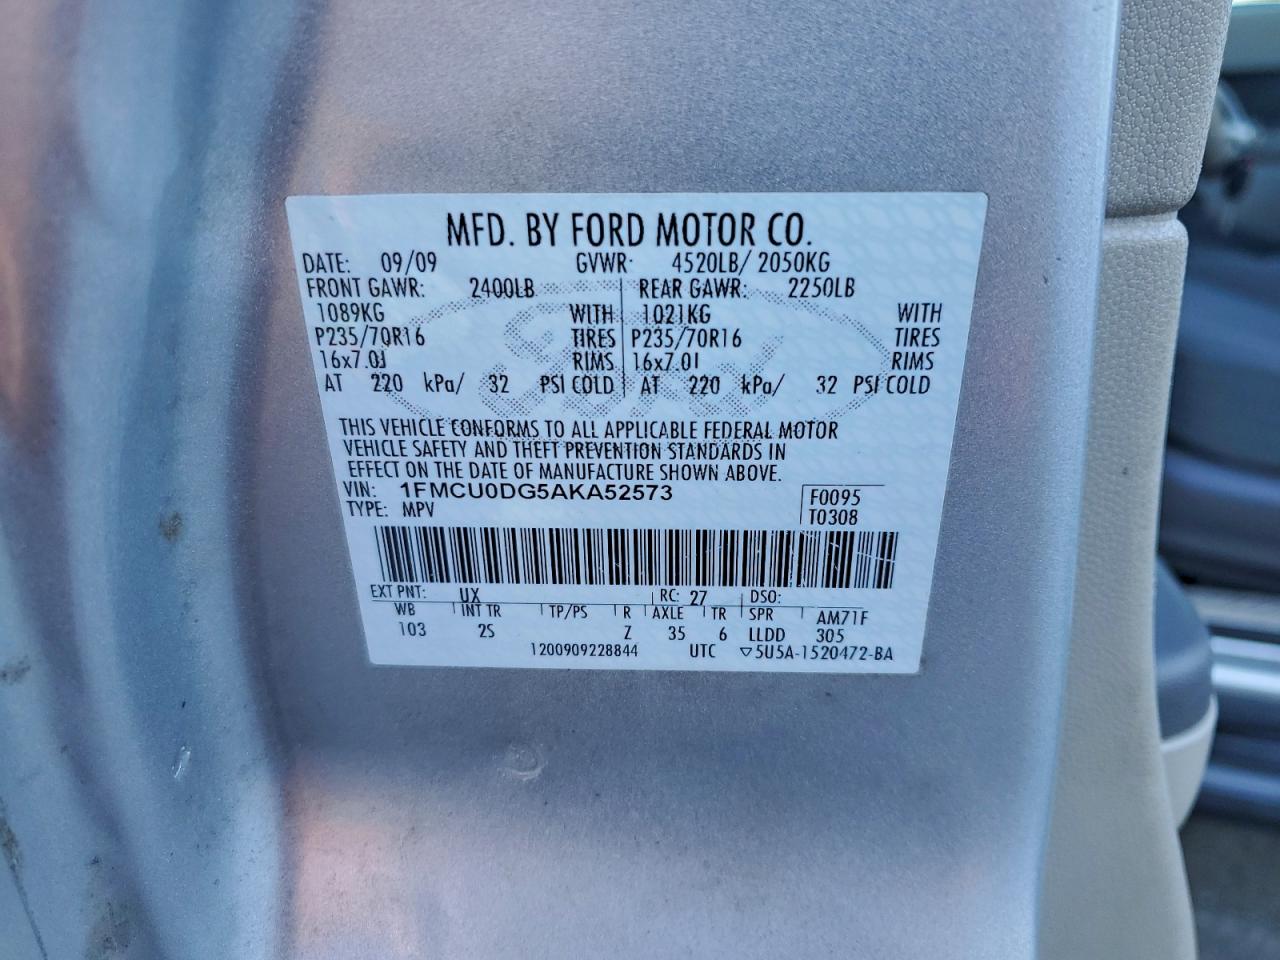 MFD. BY FORD MOTOR CO.
DATE: 09/09 GVWR: 4520LB/ 2050KG
FRONT GAWR: 2400LB REAR GAWR: 2250LB
1089KG WITH 1021KG WITH
P235/70R16 TIRES P235/70R16 TIRES
16x7.0J RIMS 16x7.0J RIMS
AT 220 kPa/ 32 PSI COLD AT 220 kPa/ 32 PSI COLD
THIS VEHICLE CONFORMS TO ALL APPLICABLE FEDERAL MOTOR
VEHICLE SAFETY AND THEFT PREVENTION STANDARDS IN
EFFECT ON THE DATE OF MANUFACTURE SHOWN ABOVE.
VIN: 1FMCU0DG5AKA52573 F0095
TYPE: MPV T0308
EXT PNT: UX RC: 27 DSO:
WB INT TR TP/PS R AXLE TR SPR AM71F
103 2S Z 35 6 LLDD 305
1200909228844 UTC ▽5U5A-1520472-BA